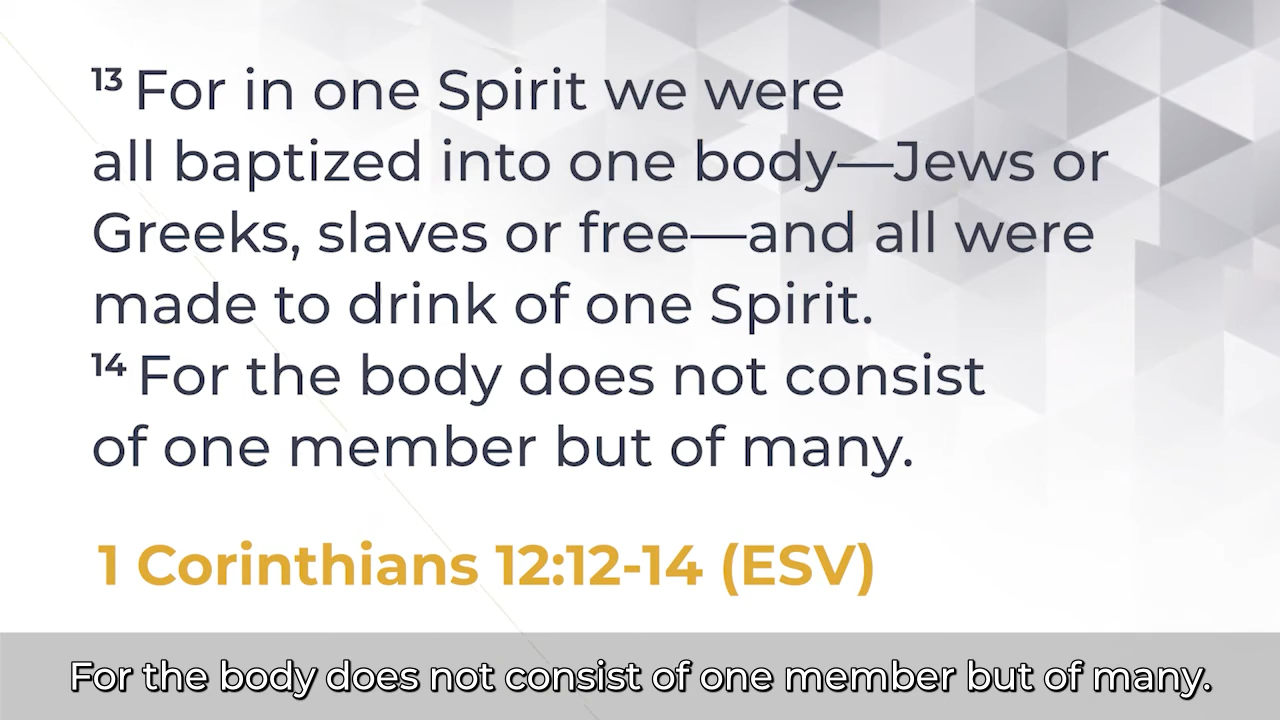 13 For in one Spirit we were
all baptized into one body—Jews or
Greeks, slaves or free—and all were
made to drink of one Spirit.
14 For the body does not consist
of one member but of many.
1 Corinthians 12:12-14 (ESV)
For the body does not consist of one member but of many.